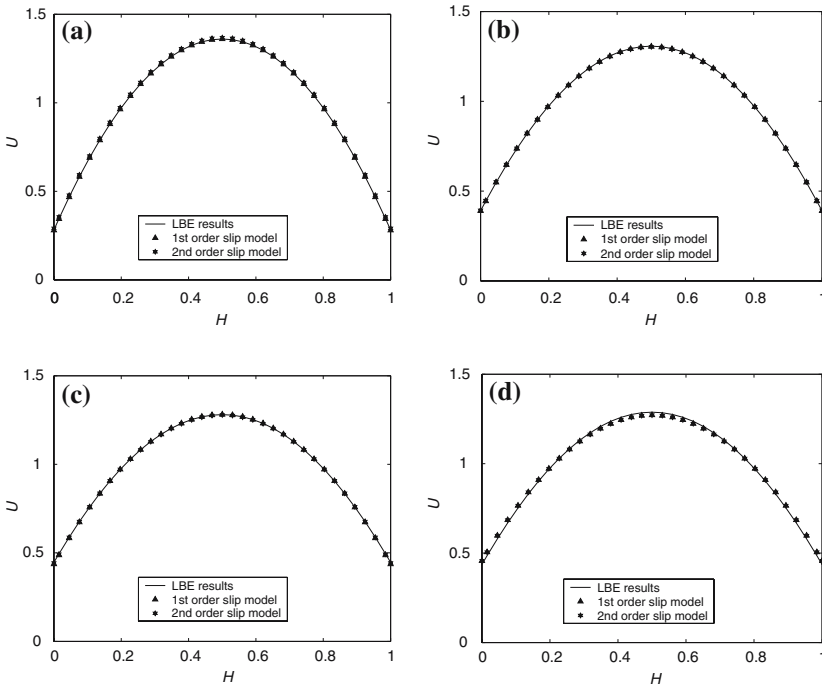 (a)
1.5
1
0.5
0
U
LBE results
1st order slip model
2nd order slip model
0 0.2 0.4 0.6 0.8 1
H
(b)
1.5
1
0.5
0
U
LBE results
1st order slip model
2nd order slip model
0 0.2 0.4 0.6 0.8 1
H
(c)
1.5
1
0.5
0
U
LBE results
1st order slip model
2nd order slip model
0 0.2 0.4 0.6 0.8 1
H
(d)
1.5
1
0.5
0
U
LBE results
1st order slip model
2nd order slip model
0 0.2 0.4 0.6 0.8 1
H